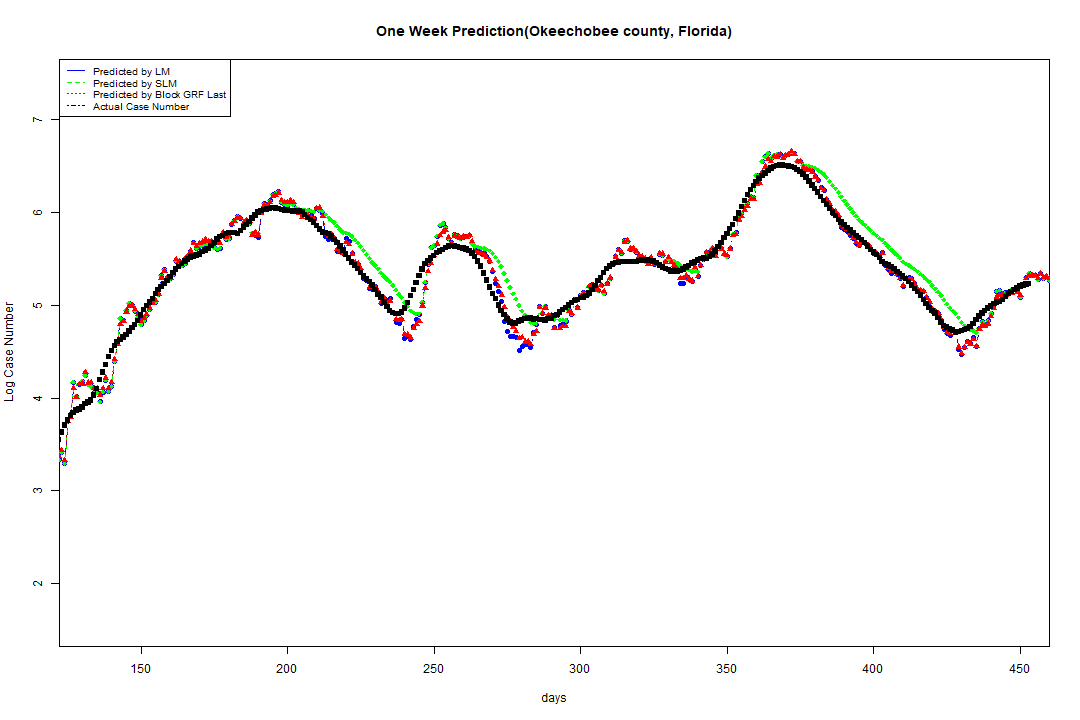 One Week Prediction(Okeechobee county, Florida)
Predicted by LM
Predicted by SLM
Predicted by Block GRF Last
Actual Case Number
7
6
5
4
3
2
Log Case Number
150 200 250 300 350 400 450
days